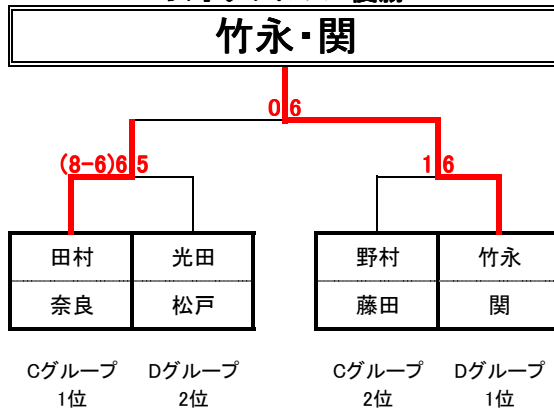 竹永・関
0 6
(8-6)6 5
1 6
田村 光田 野村 竹永
奈良 松戸 藤田 関
Cグループ Dグループ Cグループ Dグループ
1位 2位 2位 1位